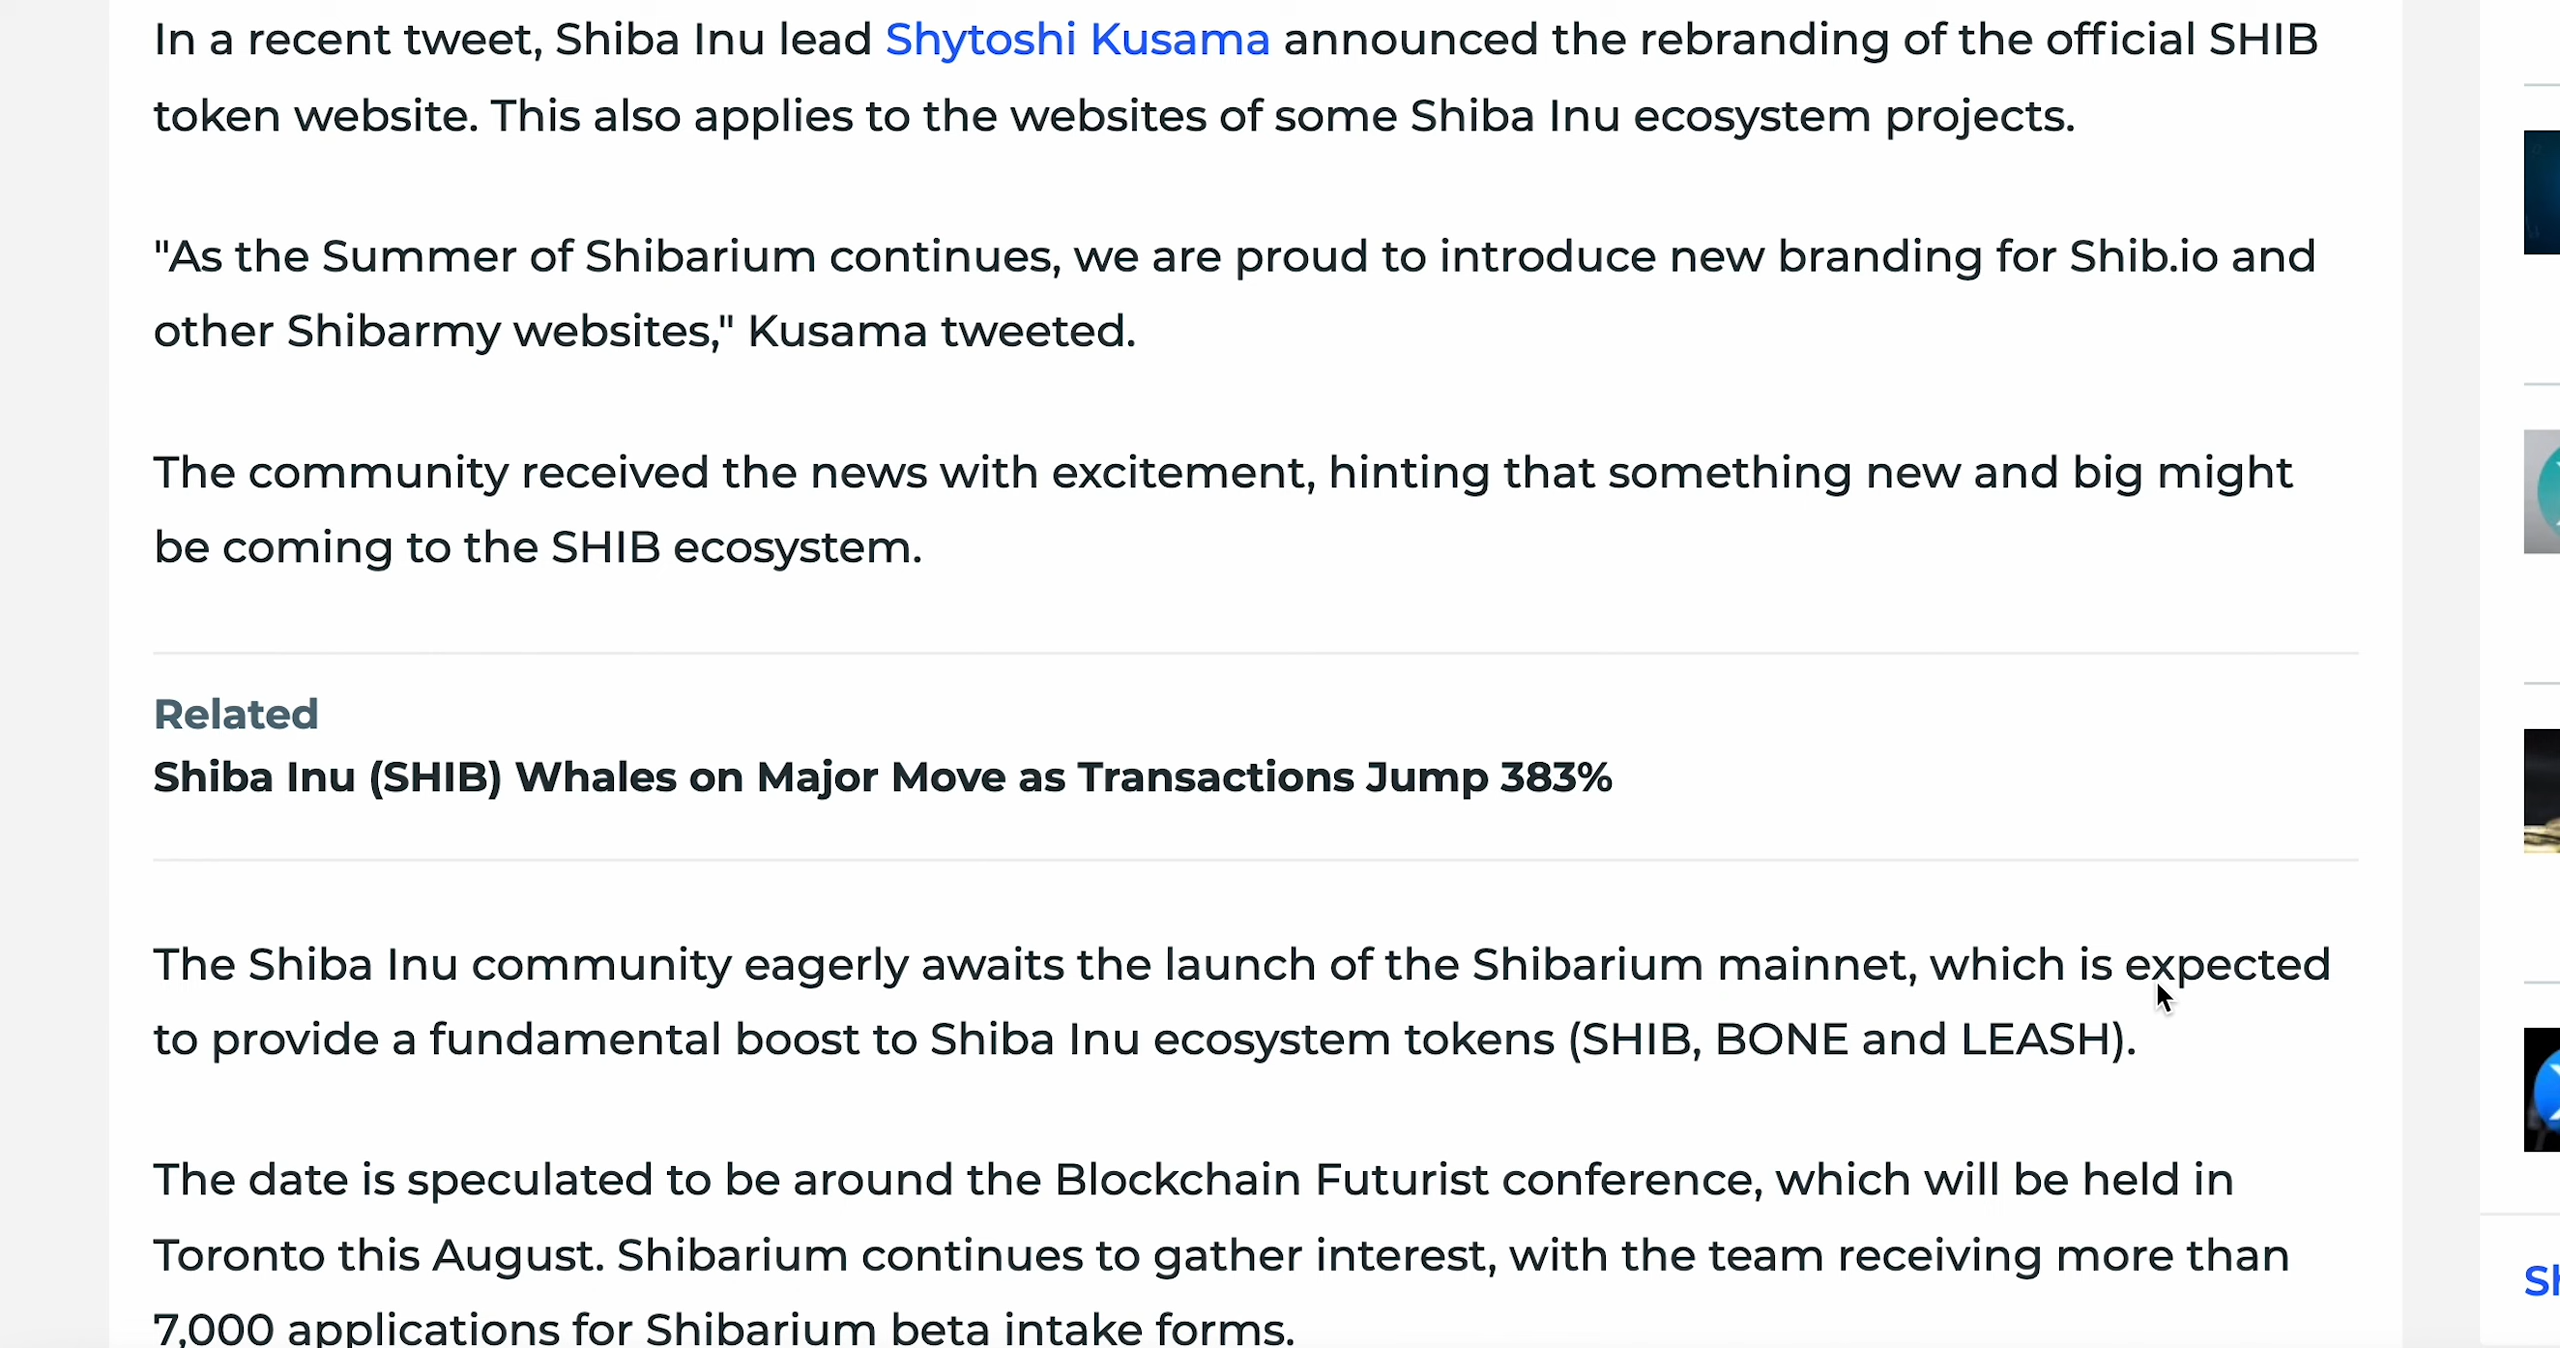 In a recent tweet, Shiba Inu lead Shytoshi Kusama announced the rebranding of the official SHIB
token website. This also applies to the websites of some Shiba Inu ecosystem projects.
"As the Summer of Shibarium continues, we are proud to introduce new branding for Shib.io and
other Shibarmy websites," Kusama tweeted.
The community received the news with excitement, hinting that something new and big might
be coming to the SHIB ecosystem.
Related
Shiba Inu (SHIB) Whales on Major Move as Transactions Jump 383%
The Shiba Inu community eagerly awaits the launch of the Shibarium mainnet, which is expected
to provide a fundamental boost to Shiba Inu ecosystem tokens (SHIB, BONE and LEASH).
The date is speculated to be around the Blockchain Futurist conference, which will be held in
Toronto this August. Shibarium continues to gather interest, with the team receiving more than
7,000 applications for Shibarium beta intake forms.